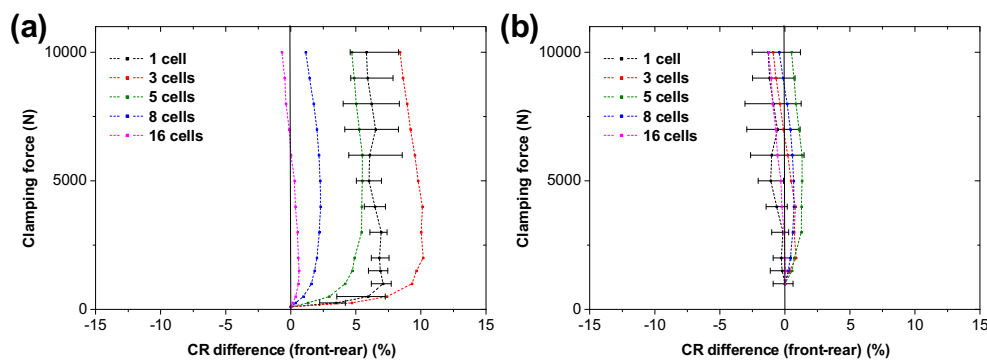 (a)
Clamping force (N)
10000
5000
0
1 cell
3 cells
5 cells
8 cells
16 cells
-15 -10 -5 0 5 10 15
CR difference (front-rear) (%)
(b)
Clamping force (N)
10000
5000
0
1 cell
3 cells
5 cells
8 cells
16 cells
-15 -10 -5 0 5 10 15
CR difference (front-rear) (%)